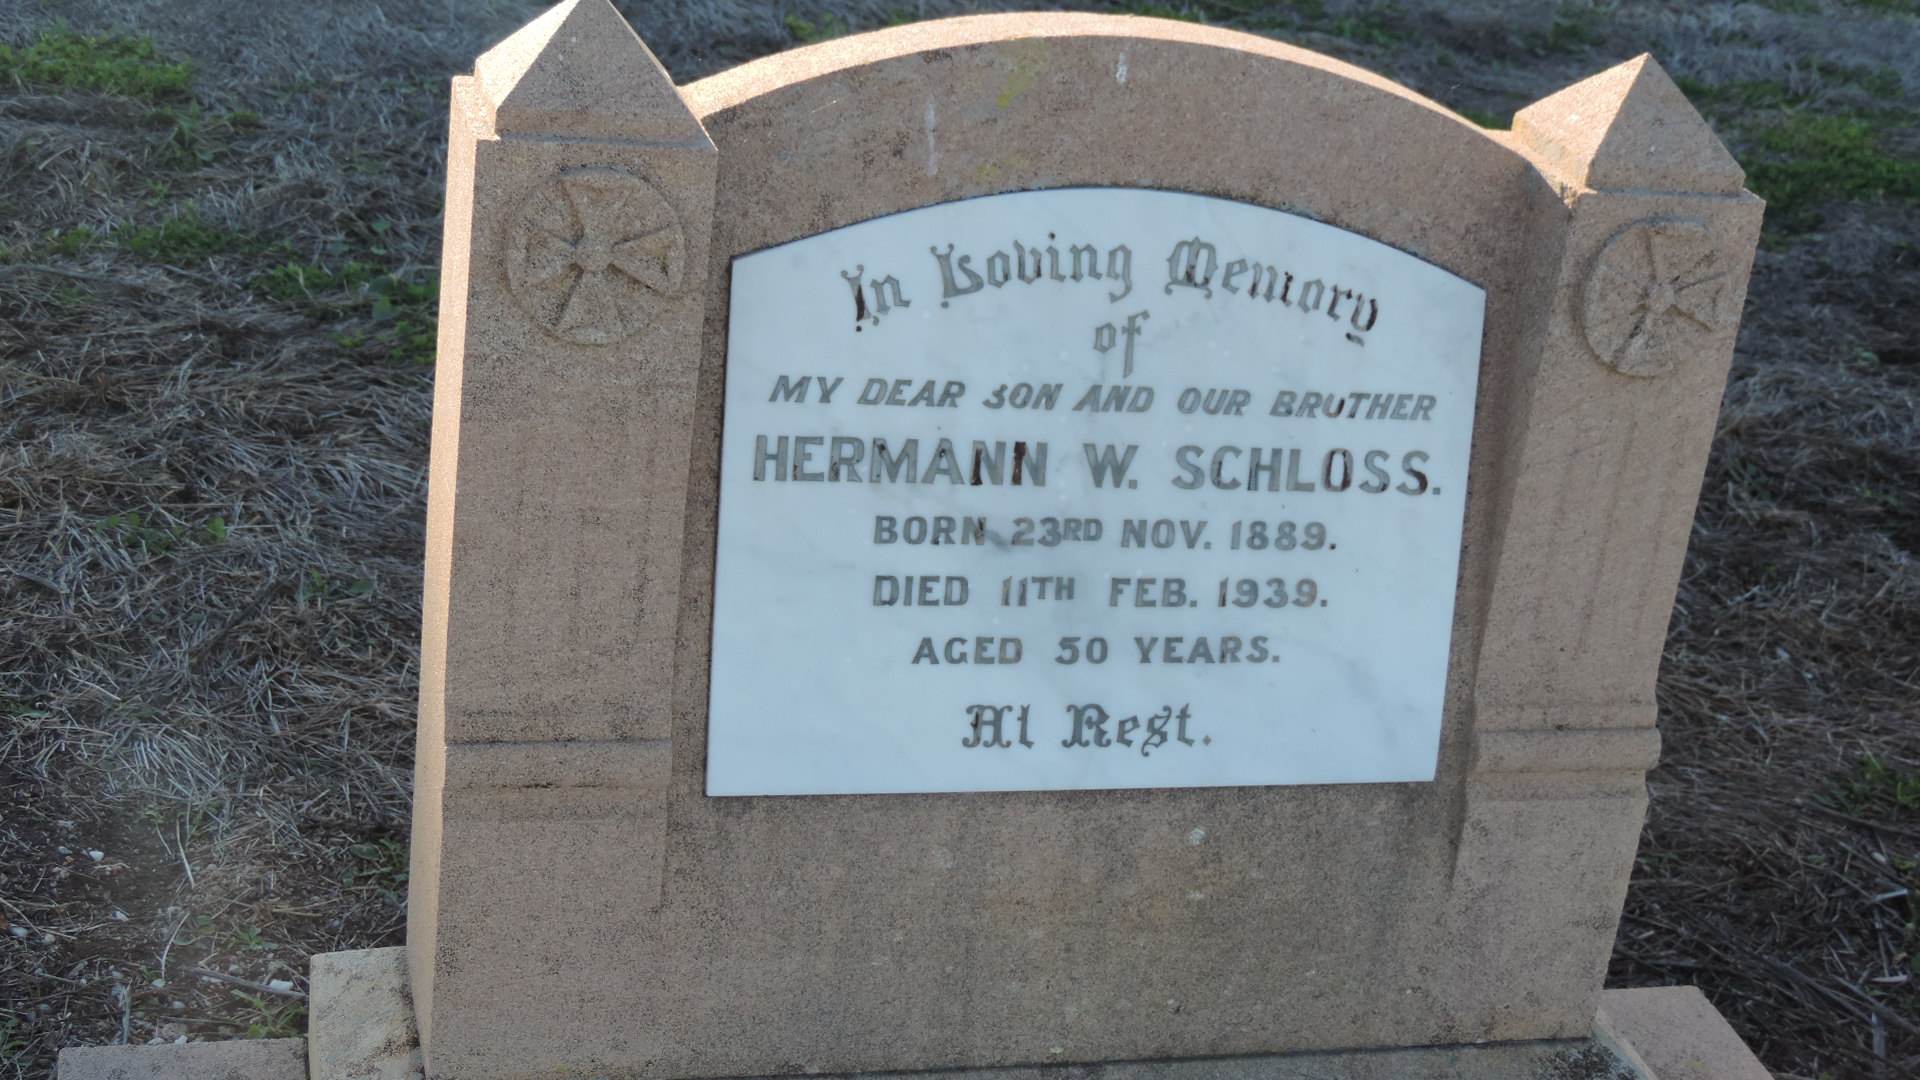 In Loving Memory
of
MY DEAR SON AND OUR BROTHER
HERMANN W. SCHLOSS.
BORN 23RD NOV. 1889.
DIED 11TH FEB. 1939.
AGED 50 YEARS.
At Rest.